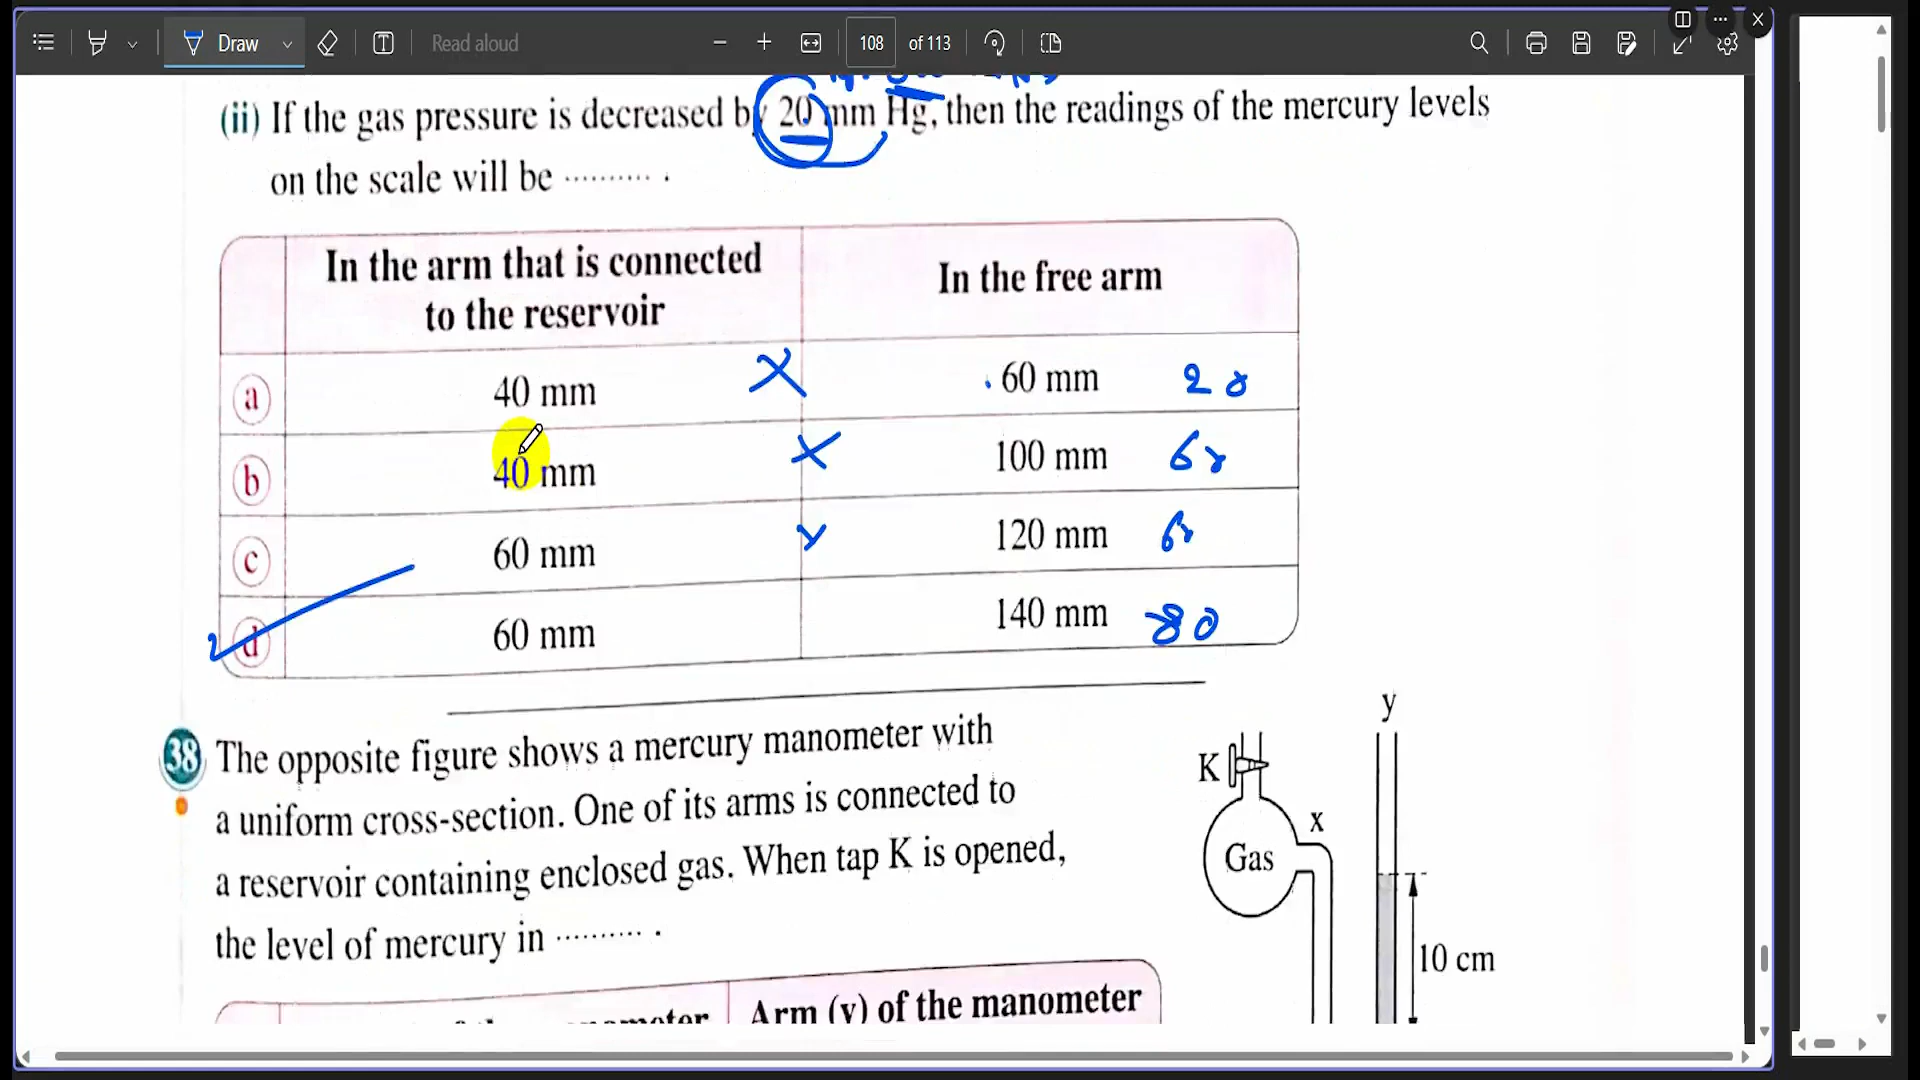 Draw
Read aloud
108 of 113
(ii) If the gas pressure is decreased by 20 mm Hg, then the readings of the mercury levels
on the scale will be ·········· .
In the arm that is connected
to the reservoir
In the free arm
a 40 mm 60 mm 20
b 40 mm 100 mm 60
c 60 mm 120 mm 60
d 60 mm 140 mm 80
38 The opposite figure shows a mercury manometer with
a uniform cross-section. One of its arms is connected to
a reservoir containing enclosed gas. When tap K is opened,
the level of mercury in ·········· .
y
K
x
Gas
10 cm
Arm (y) of the manometer